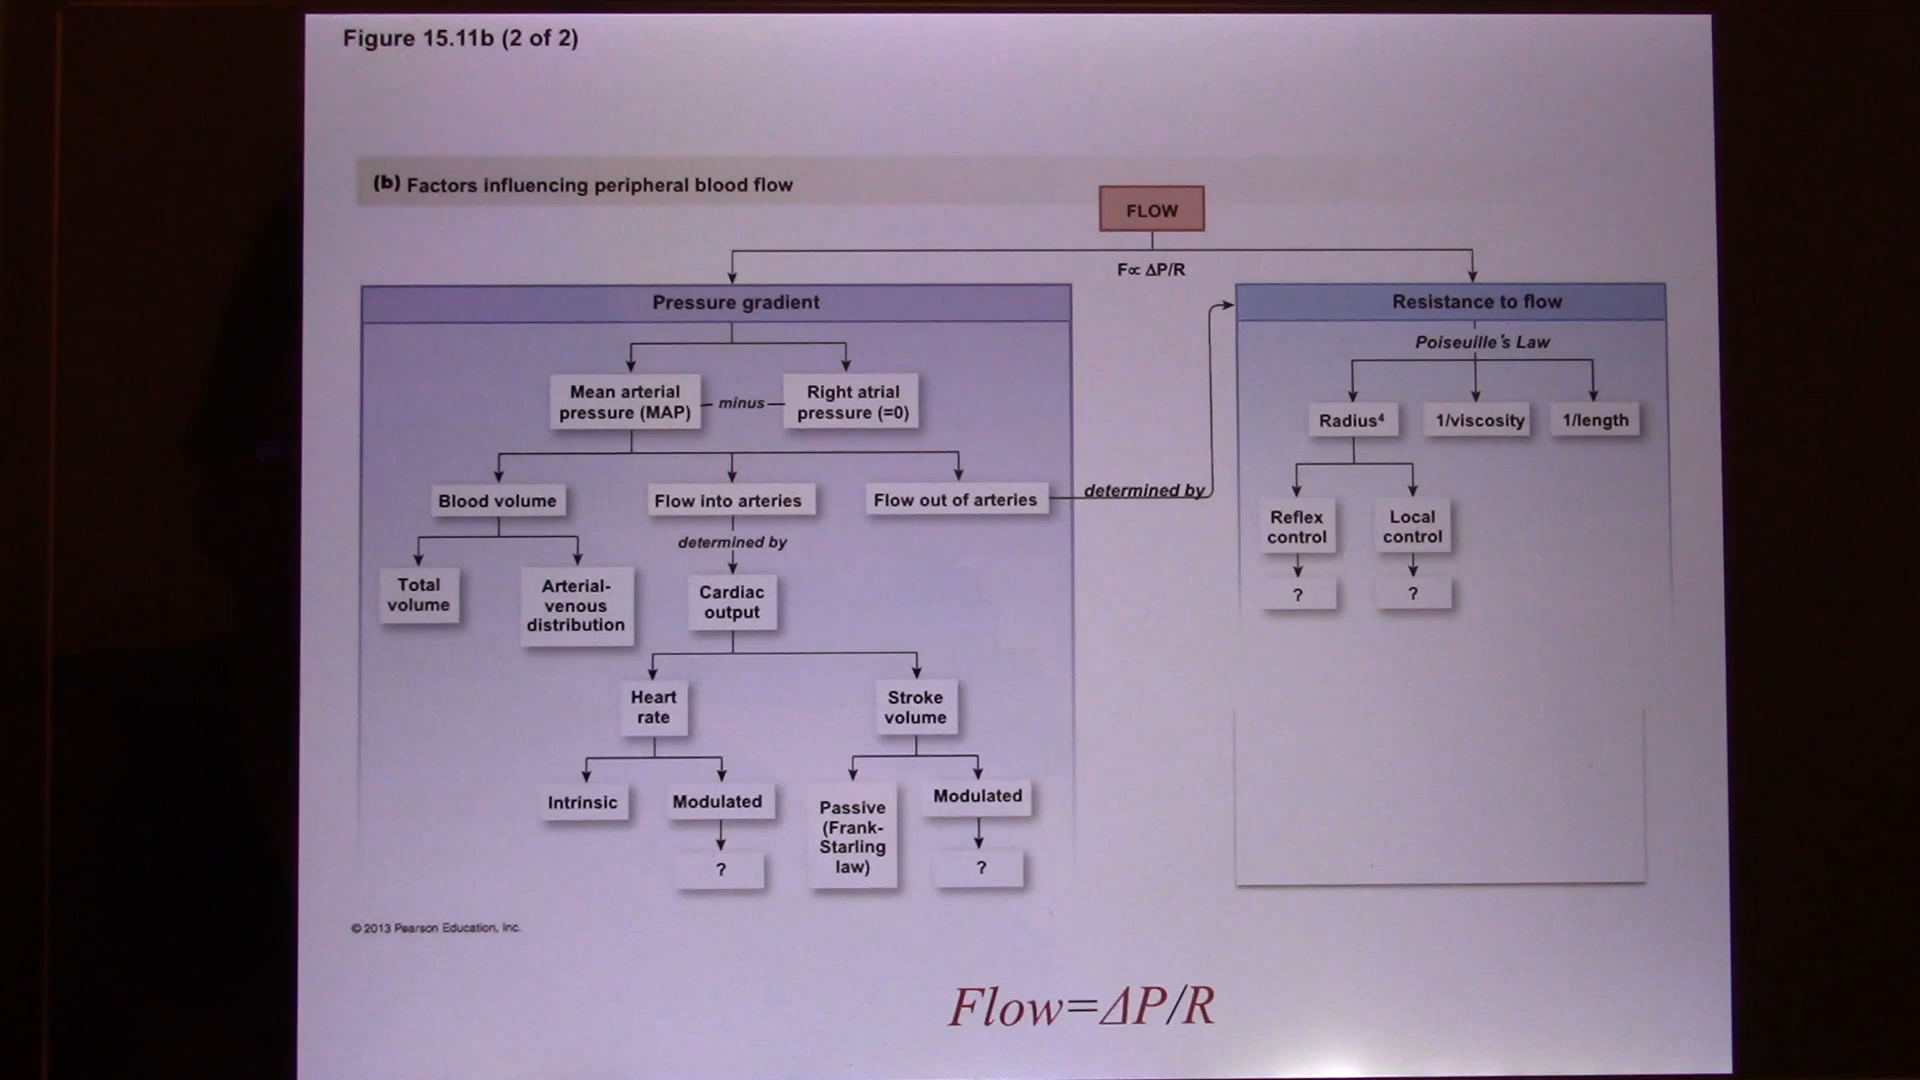 Figure 15.11b (2 of 2)
(b) Factors influencing peripheral blood flow
FLOW
F∝ ΔP/R
Pressure gradient
Mean arterial
pressure (MAP)
minus
Right atrial
pressure (=0)
Blood volume
Flow into arteries
Flow out of arteries
determined by
determined by
Total
volume
Arterial-
venous
distribution
Cardiac
output
Heart
rate
Stroke
volume
Intrinsic
Modulated
?
Passive
(Frank-
Starling
law)
Modulated
?
Resistance to flow
Poiseuille's Law
Radius⁴
1/viscosity
1/length
Reflex
control
Local
control
?
?
© 2013 Pearson Education, Inc.
Flow=ΔP/R